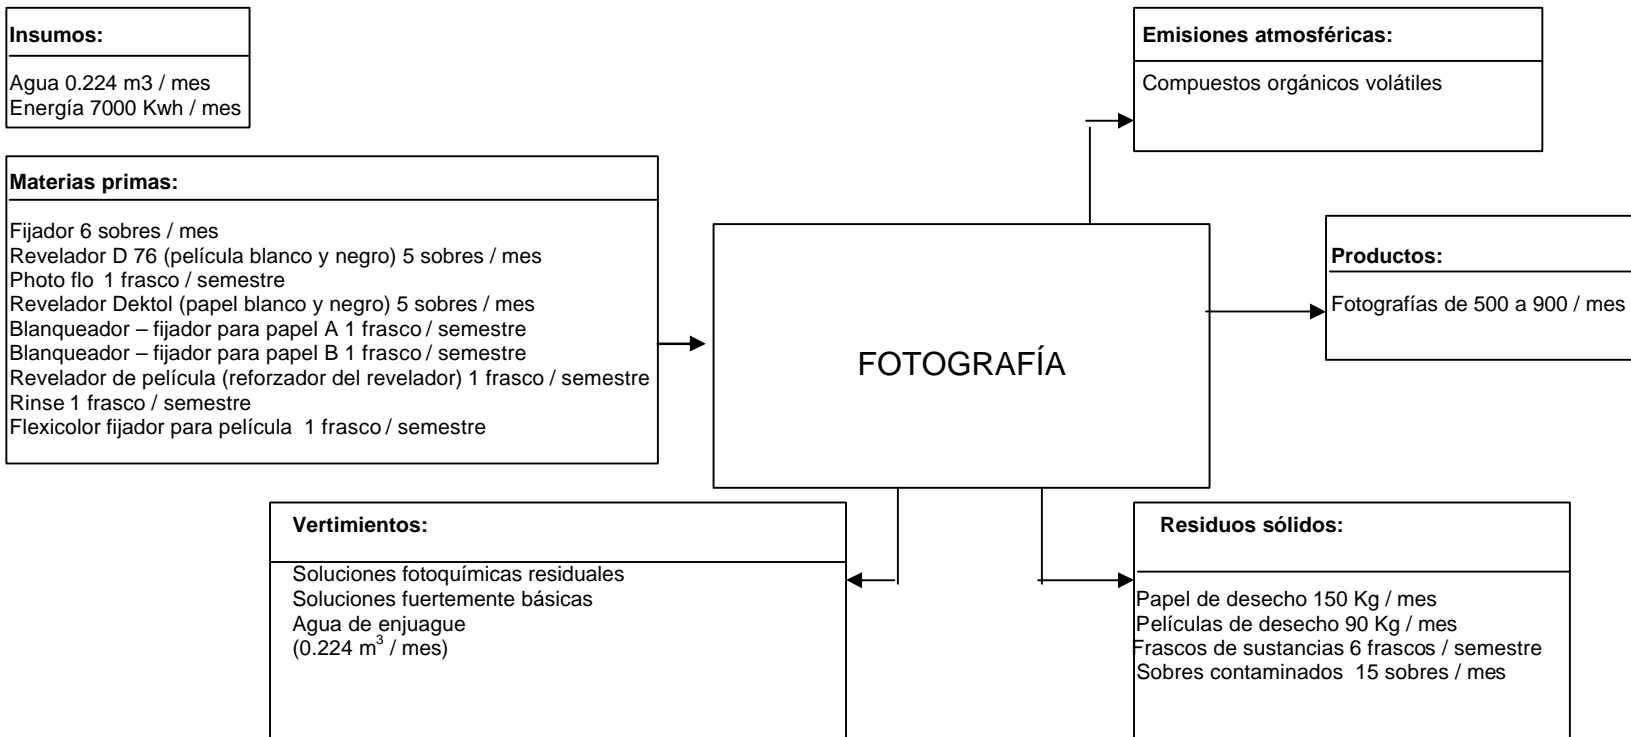 Insumos:
Agua 0.224 m3 / mes
Energía 7000 Kwh / mes
Materias primas:
Fijador 6 sobres / mes
Revelador D 76 (película blanco y negro) 5 sobres / mes
Photo flo 1 frasco / semestre
Revelador Dektol (papel blanco y negro) 5 sobres / mes
Blanqueador – fijador para papel A 1 frasco / semestre
Blanqueador – fijador para papel B 1 frasco / semestre
Revelador de película (reforzador del revelador) 1 frasco / semestre
Rinse 1 frasco / semestre
Flexicolor fijador para película 1 frasco / semestre
FOTOGRAFÍA
Emisiones atmosféricas:
Compuestos orgánicos volátiles
Productos:
Fotografías de 500 a 900 / mes
Vertimientos:
Soluciones fotoquímicas residuales
Soluciones fuertemente básicas
Agua de enjuague
(0.224 m³ / mes)
Residuos sólidos:
Papel de desecho 150 Kg / mes
Películas de desecho 90 Kg / mes
Frascos de sustancias 6 frascos / semestre
Sobres contaminados 15 sobres / mes